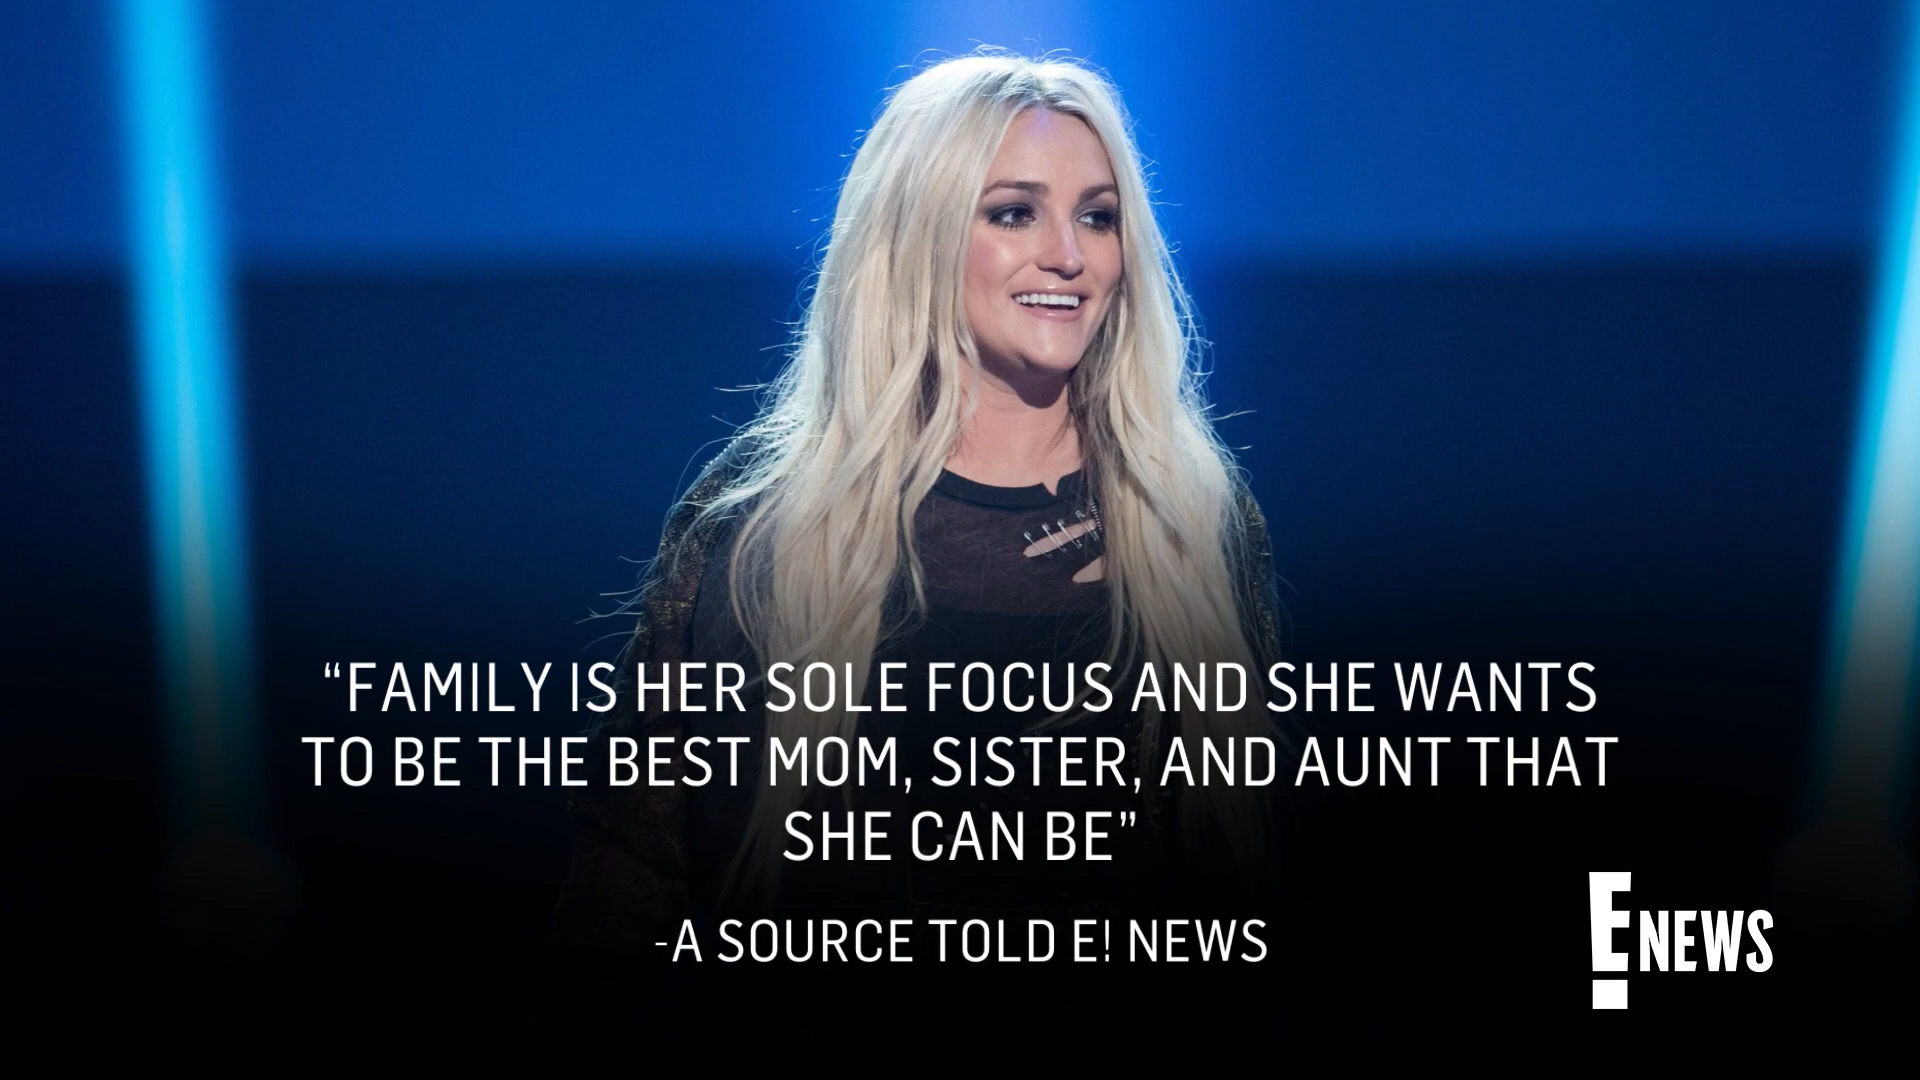 “FAMILY IS HER SOLE FOCUS AND SHE WANTS
TO BE THE BEST MOM, SISTER, AND AUNT THAT
SHE CAN BE”
-A SOURCE TOLD E! NEWS
E! NEWS